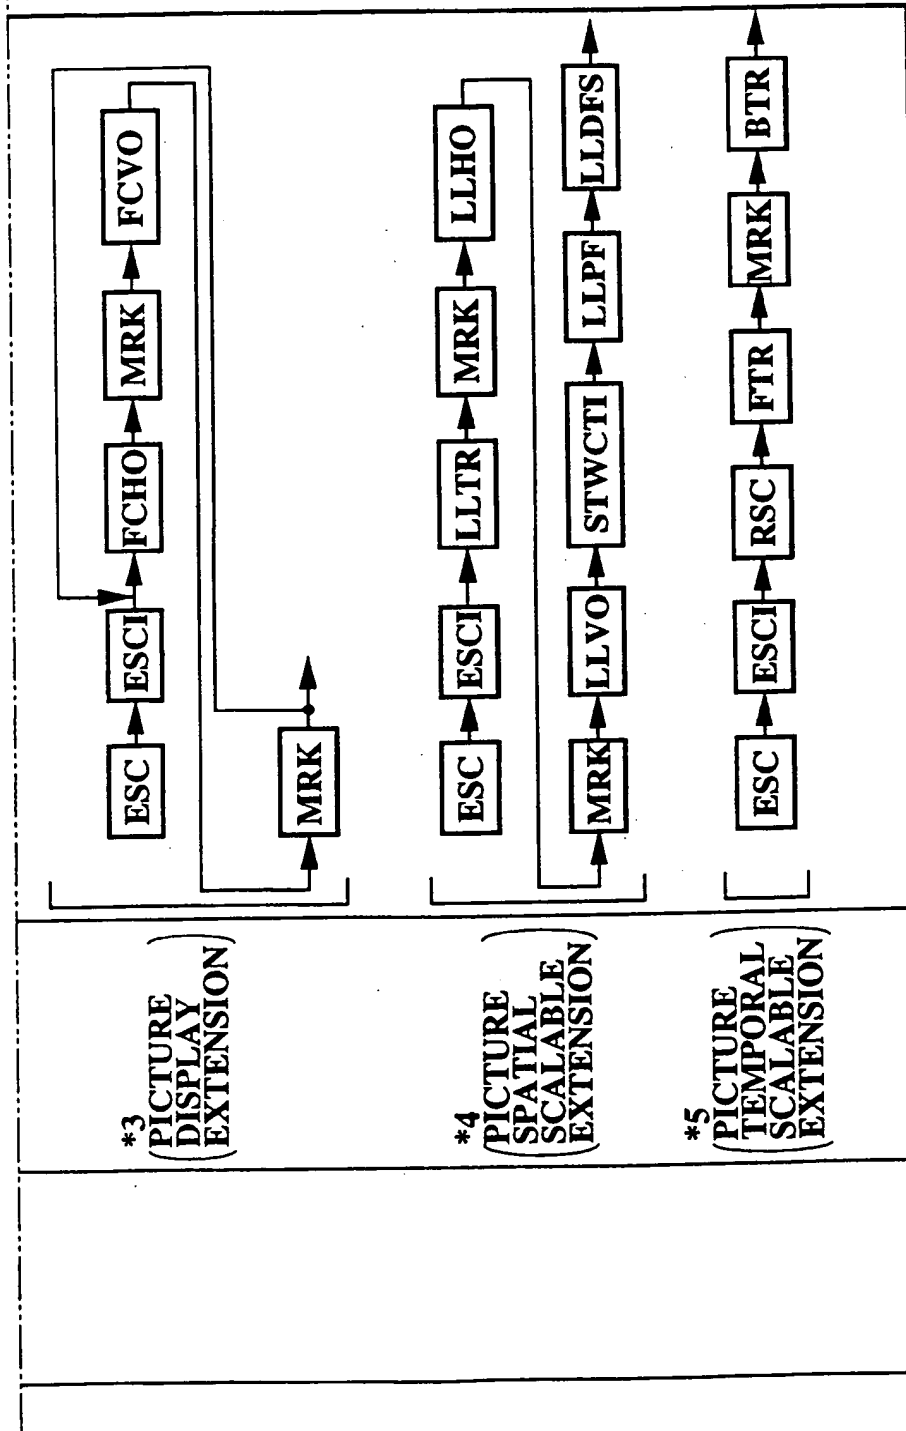 *3
PICTURE
DISPLAY
EXTENSION
ESC
ESCI
FCHO
MRK
FCVO
MRK
*4
PICTURE
SPATIAL
SCALABLE
EXTENSION
ESC
ESCI
LLTR
MRK
LLHO
MRK
LLVO
STWCTI
LLPF
LLDFS
*5
PICTURE
TEMPORAL
SCALABLE
EXTENSION
ESC
ESCI
RSC
FTR
MRK
BTR